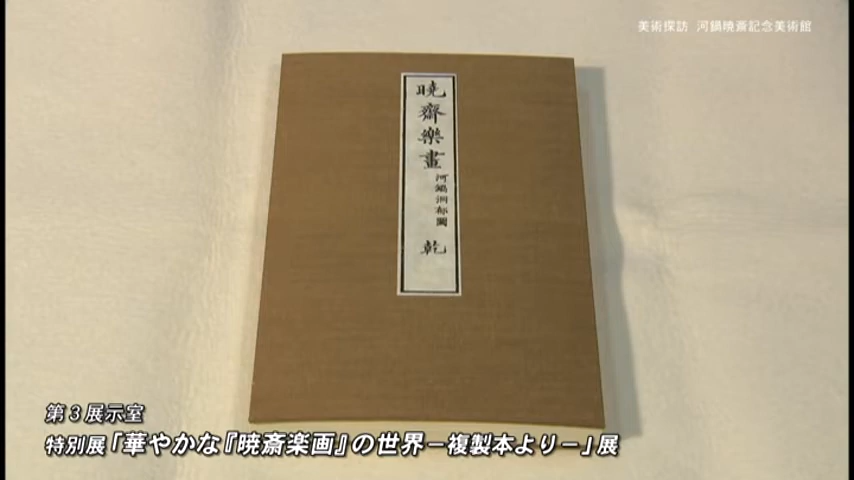 美術探訪 河鍋暁斎記念美術館
曉齋樂畫
河鍋洞郁圖
乾
第3展示室
特別展「華やかな『暁斎楽画』の世界－複製本より－」展